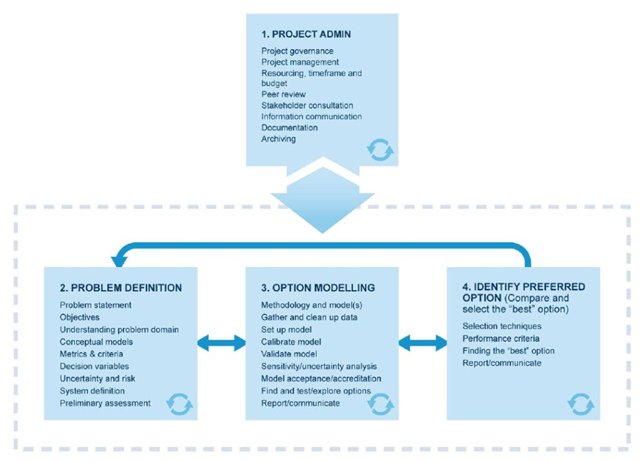 1. PROJECT ADMIN
Project governance
Project management
Resourcing, timeframe and
budget
Peer review
Stakeholder consultation
Information communication
Documentation
Archiving
2. PROBLEM DEFINITION
Problem statement
Objectives
Understanding problem domain
Conceptual models
Metrics & criteria
Decision variables
Uncertainty and risk
System definition
Preliminary assessment
3. OPTION MODELLING
Methodology and model(s)
Gather and clean up data
Set up model
Calibrate model
Validate model
Sensitivity/uncertainty analysis
Model acceptance/accreditation
Find and test/explore options
Report/communicate
4. IDENTIFY PREFERRED
OPTION (Compare and
select the “best” option)
Selection techniques
Performance criteria
Finding the “best” option
Report/communicate